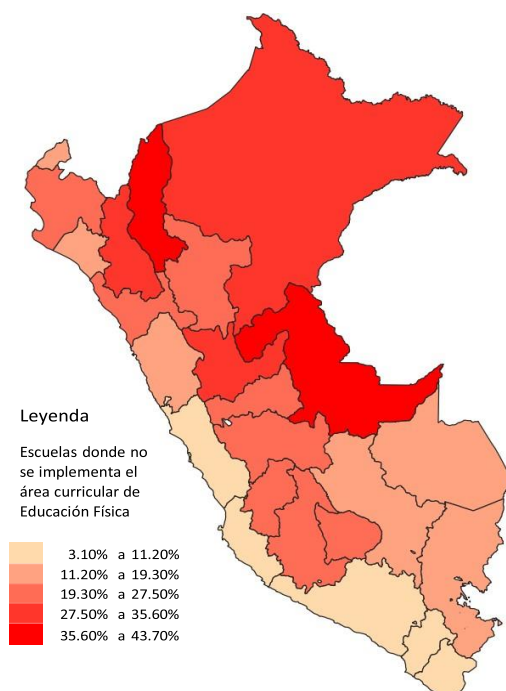 Leyenda
Escuelas donde no
se implementa el
área curricular de
Educación Física
3.10% a 11.20%
11.20% a 19.30%
19.30% a 27.50%
27.50% a 35.60%
35.60% a 43.70%